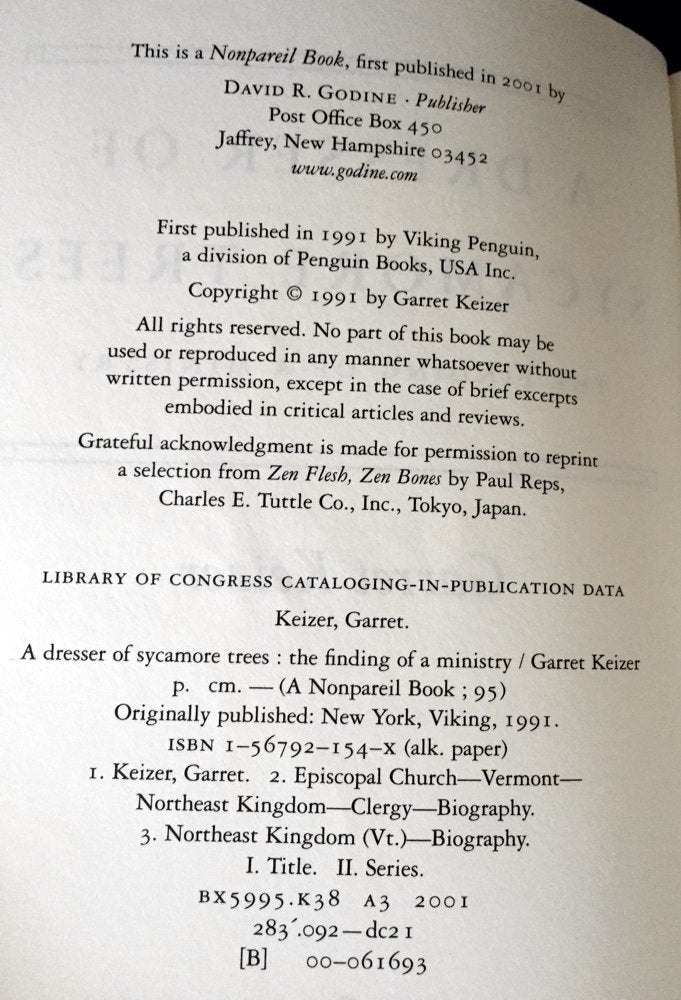 This is a Nonpareil Book, first published in 2001 by
DAVID R. GODINE · Publisher
Post Office Box 450
Jaffrey, New Hampshire 03452
www.godine.com
First published in 1991 by Viking Penguin,
a division of Penguin Books, USA Inc.
Copyright © 1991 by Garret Keizer
All rights reserved. No part of this book may be
used or reproduced in any manner whatsoever without
written permission, except in the case of brief excerpts
embodied in critical articles and reviews.
Grateful acknowledgment is made for permission to reprint
a selection from Zen Flesh, Zen Bones by Paul Reps,
Charles E. Tuttle Co., Inc., Tokyo, Japan.
LIBRARY OF CONGRESS CATALOGING-IN-PUBLICATION DATA
Keizer, Garret.
A dresser of sycamore trees : the finding of a ministry / Garret Keizer
p. cm. — (A Nonpareil Book ; 95)
Originally published: New York, Viking, 1991.
ISBN 1–56792–154–X (alk. paper)
1. Keizer, Garret. 2. Episcopal Church—Vermont—
Northeast Kingdom—Clergy—Biography.
3. Northeast Kingdom (Vt.)—Biography.
I. Title. II. Series.
BX5995.K38 A3 2001
283´.092—dc21
[B] 00–061693